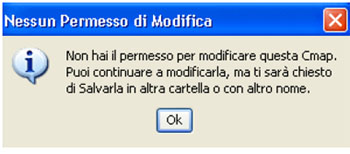 Nessun Permesso di Modifica
Non hai il permesso per modificare questa Cmap.
Puoi continuare a modificarla, ma ti sarà chiesto
di Salvarla in altra cartella o con altro nome.
Ok